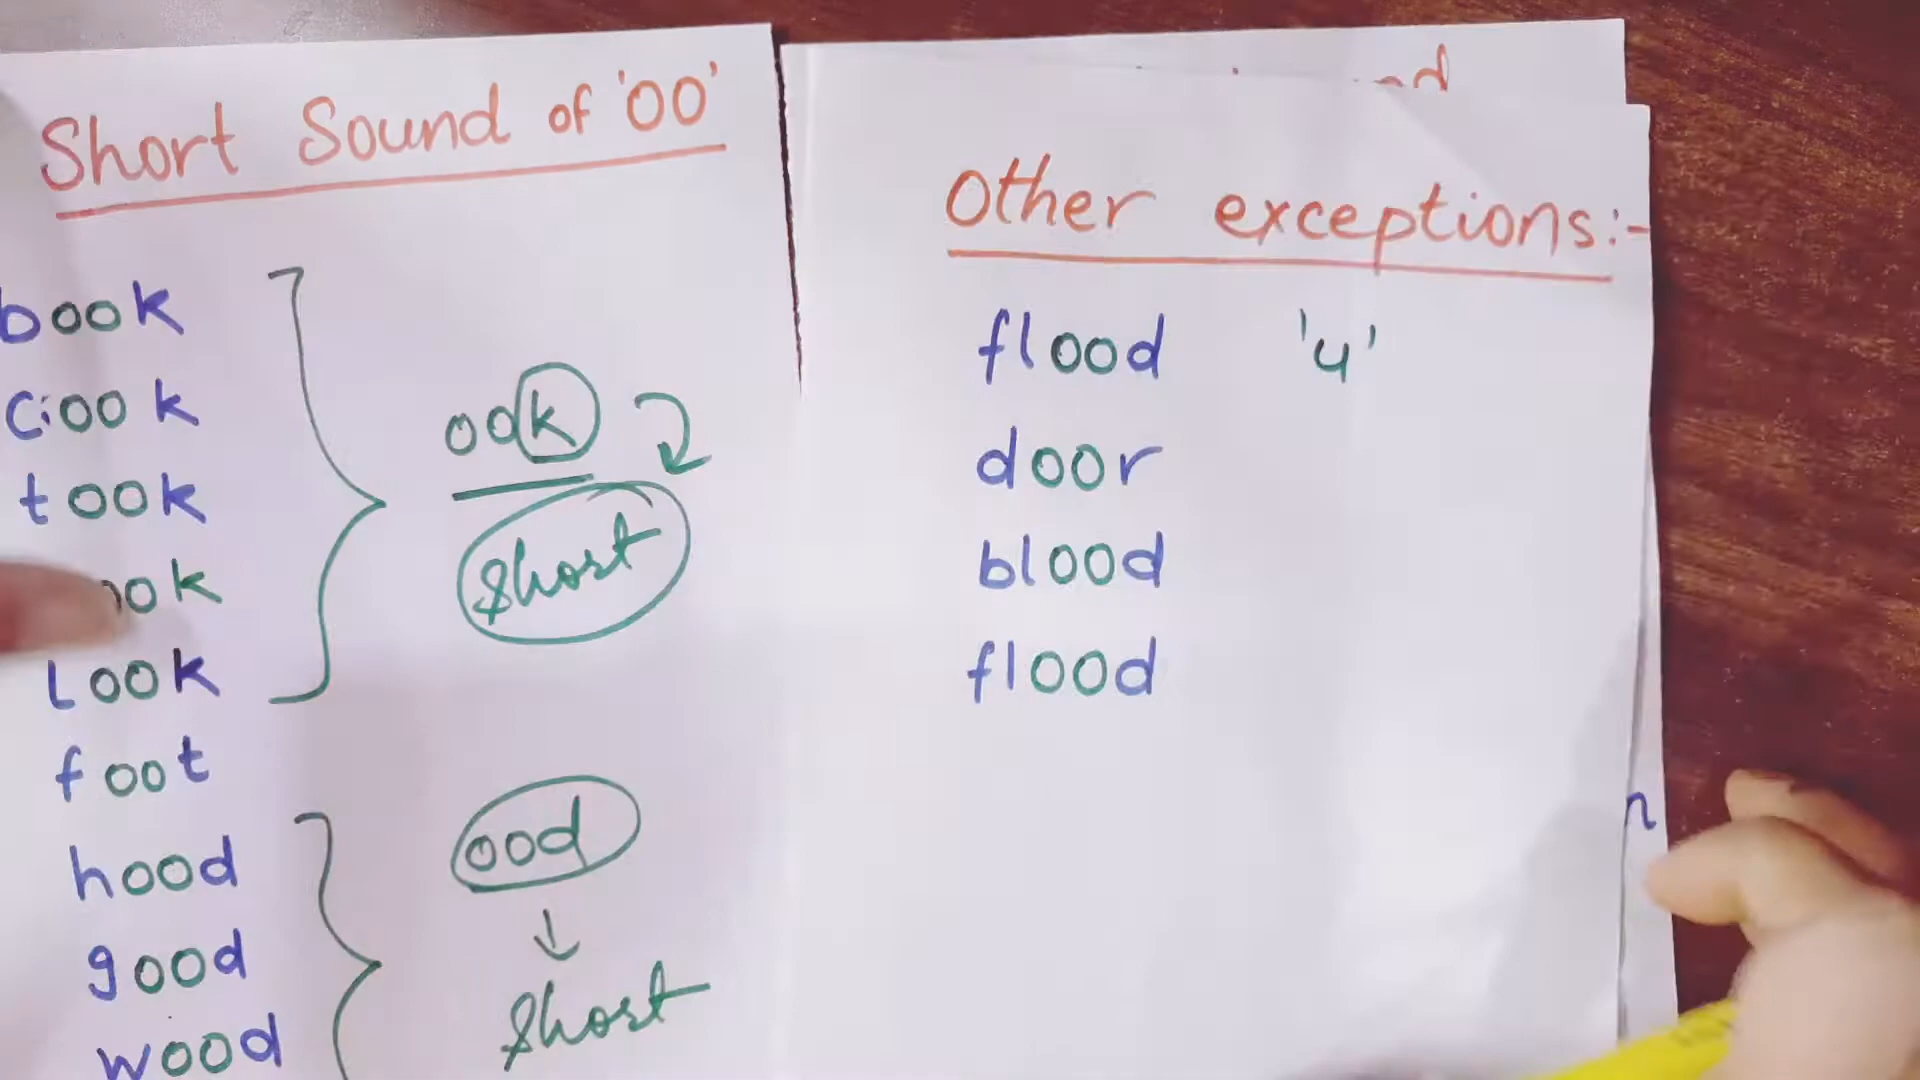 Short Sound of 'oo'
book
cook
took
look
foot
hood
good
wood
ook
Short
ood
Short
Other exceptions:-
flood 'u'
door
blood
flood